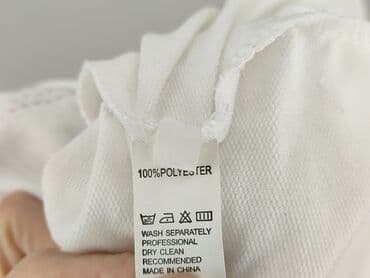 100%POLYESTER
WASH SEPARATELY
PROFESSIONAL
DRY CLEAN
RECOMMENDED
MADE IN CHINA